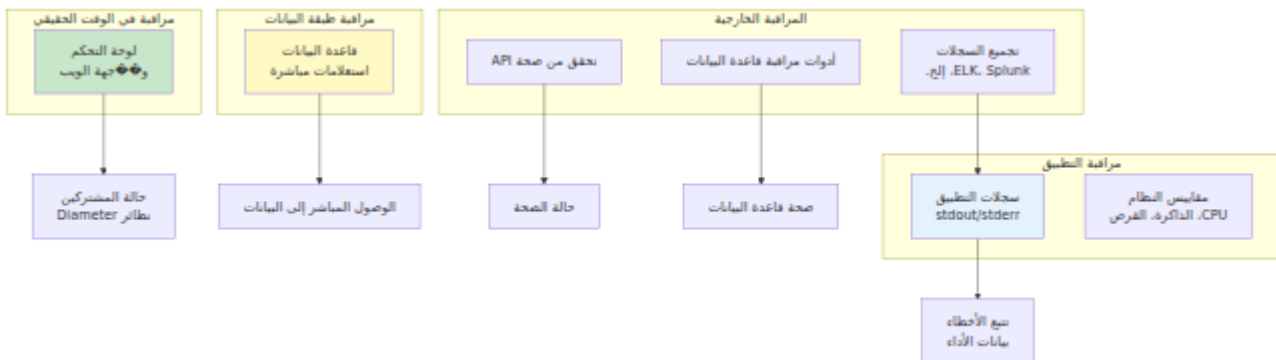 المراقبة الخارجية
تجميع السجلات
ELK، Splunk، إلخ.
أدوات مراقبة قاعدة البيانات
تحقق من صحة API
مراقبة طبقة البيانات
قاعدة البيانات
استعلامات مباشرة
مراقبة في الوقت الحقيقي
لوحة التحكم
و��جهة الويب
مراقبة التطبيق
مقاييس النظام
CPU، الذاكرة، القرص
سجلات التطبيق
stdout/stderr
صحة قاعدة البيانات
حالة الصحة
الوصول المباشر إلى البيانات
حالة المشتركين
نظائر Diameter
تتبع الأخطاء
بيانات الأداء